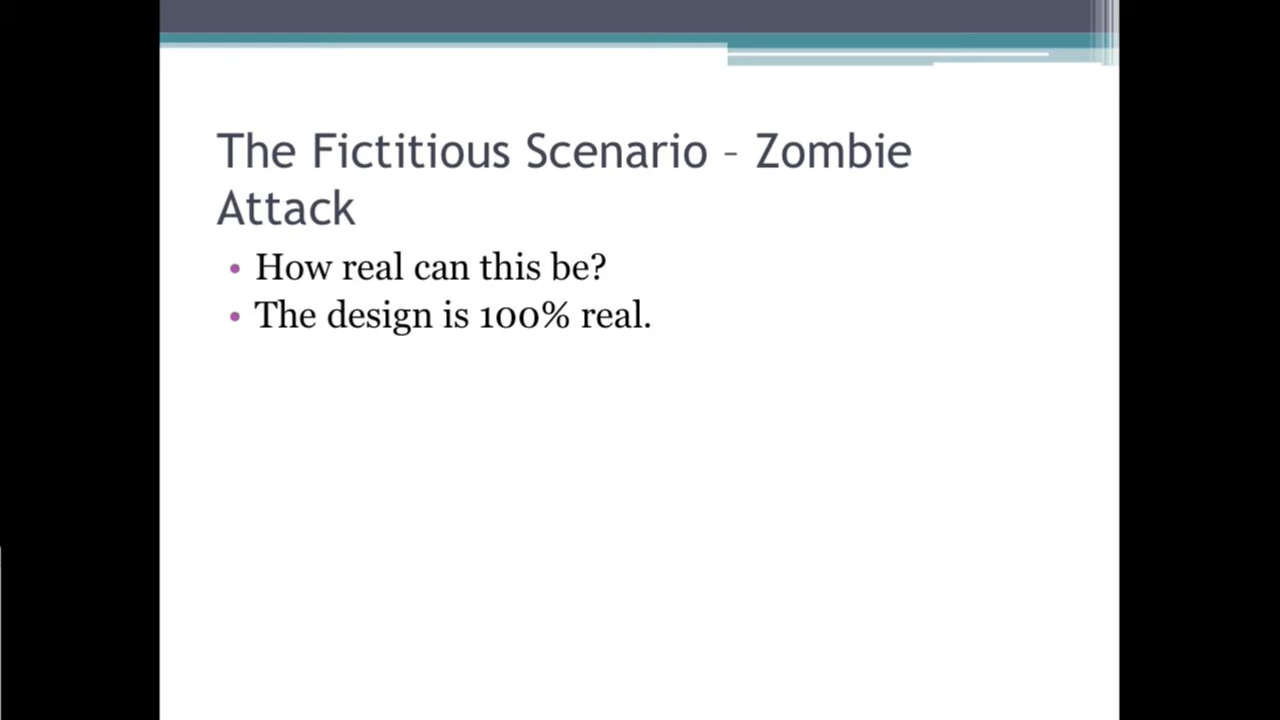 The Fictitious Scenario – Zombie
Attack
• How real can this be?
• The design is 100% real.